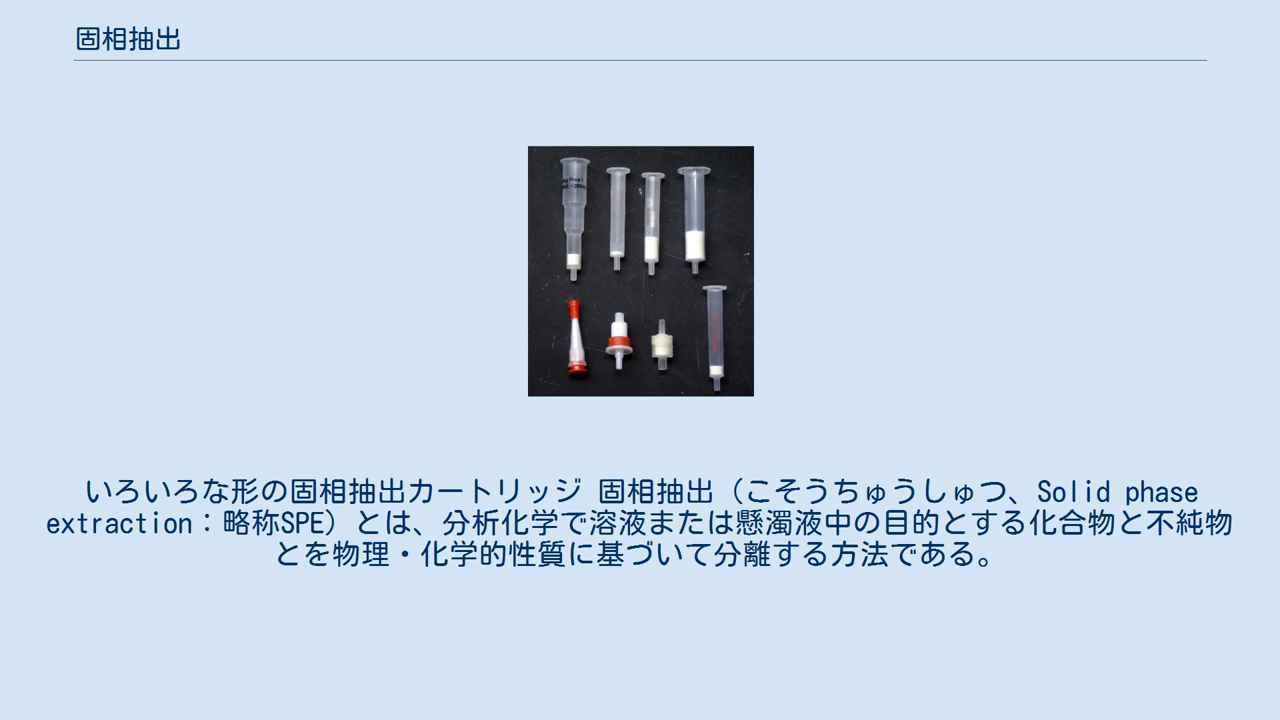 固相抽出
いろいろな形の固相抽出カートリッジ 固相抽出（こそうちゅうしゅつ、Solid phase
extraction：略称SPE）とは、分析化学で溶液または懸濁液中の目的とする化合物と不純物
とを物理・化学的性質に基づいて分離する方法である。